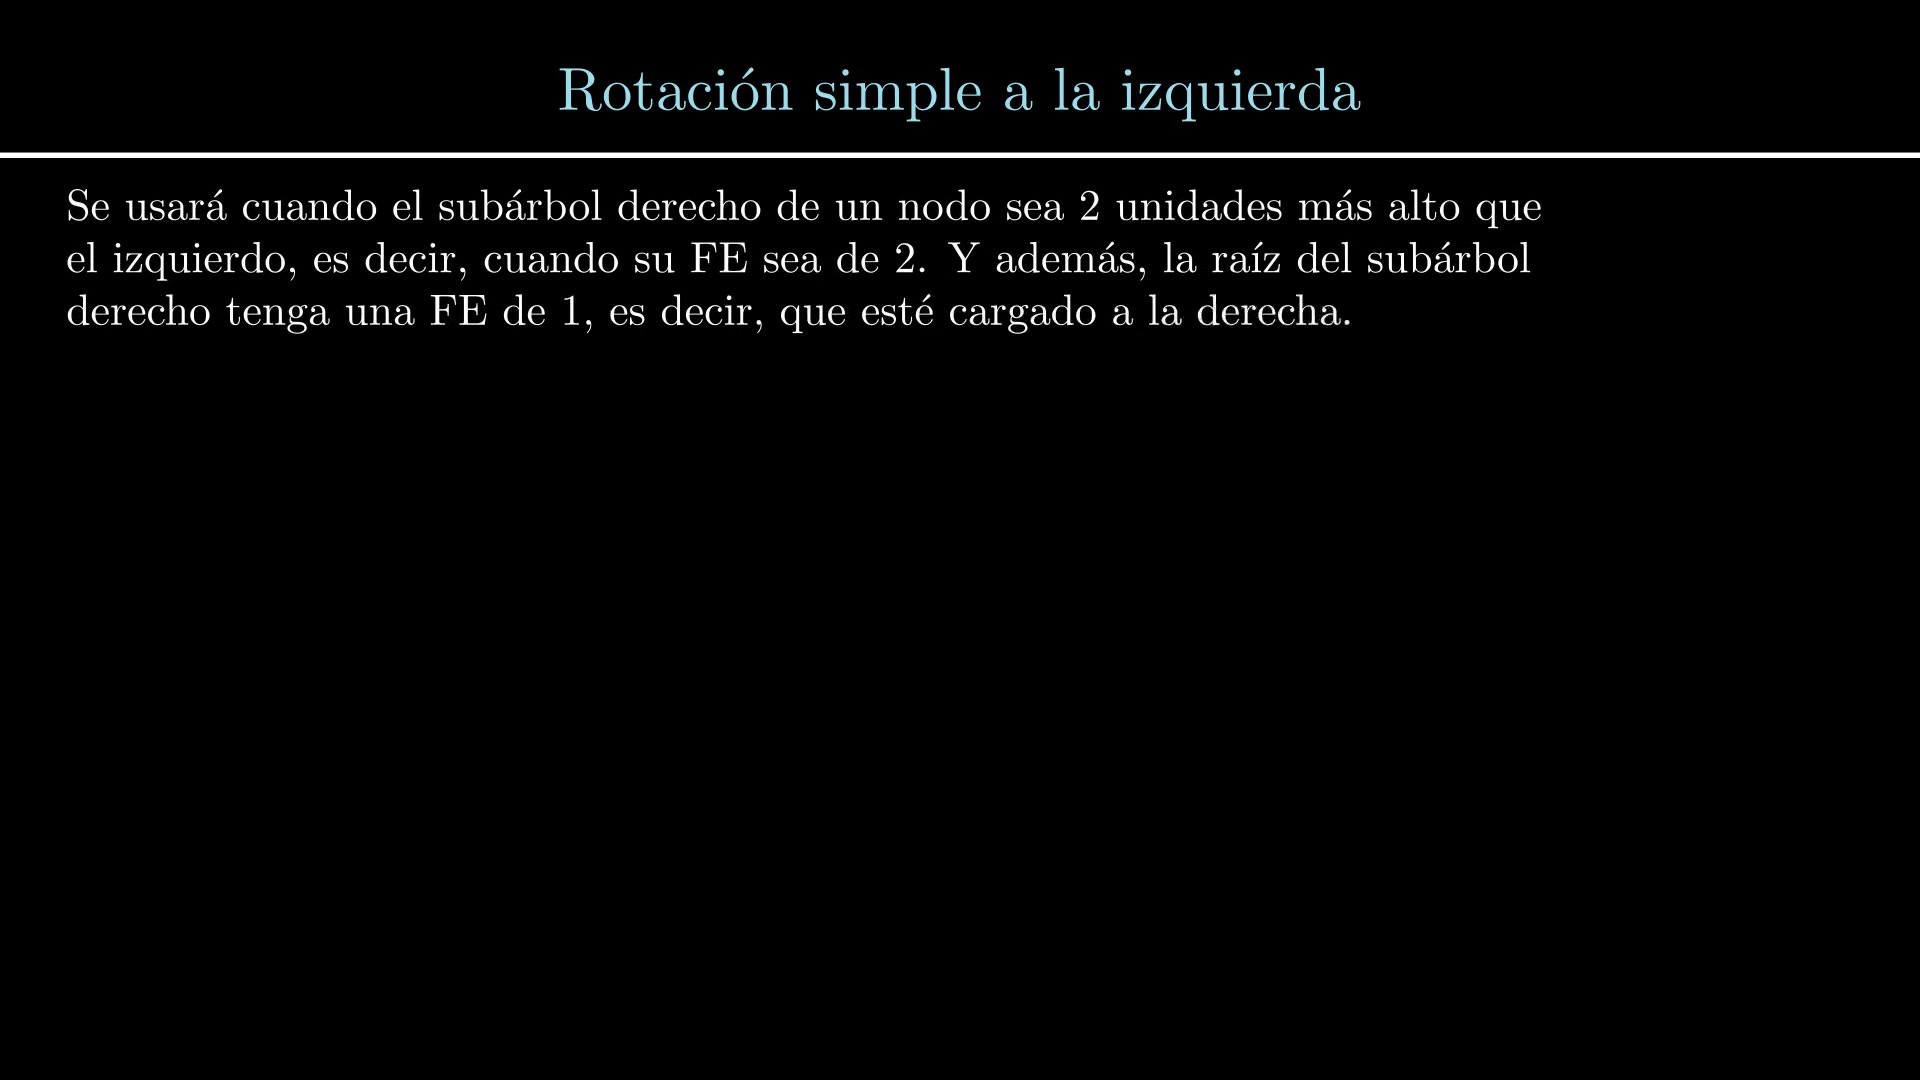 Rotación simple a la izquierda
Se usará cuando el subárbol derecho de un nodo sea 2 unidades más alto que
el izquierdo, es decir, cuando su FE sea de 2. Y además, la raíz del subárbol
derecho tenga una FE de 1, es decir, que esté cargado a la derecha.